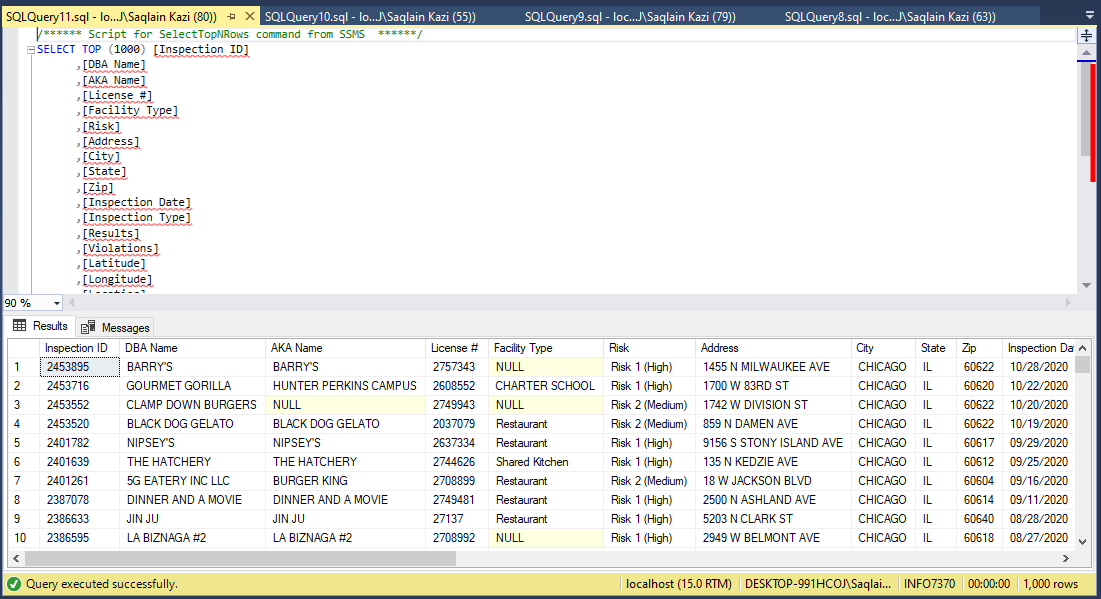 SQLQuery11.sql - lo...J\Saqlain Kazi (80)) SQLQuery10.sql - lo...J\Saqlain Kazi (55)) SQLQuery9.sql - loc...J\Saqlain Kazi (79)) SQLQuery8.sql - loc...J\Saqlain Kazi (63))
/****** Script for SelectTopNRows command from SSMS ******/
SELECT TOP (1000) [Inspection ID]
,[DBA Name]
,[AKA Name]
,[License #]
,[Facility Type]
,[Risk]
,[Address]
,[City]
,[State]
,[Zip]
,[Inspection Date]
,[Inspection Type]
,[Results]
,[Violations]
,[Latitude]
,[Longitude]
90 %
Results Messages
Inspection ID DBA Name AKA Name License # Facility Type Risk Address City State Zip Inspection Da
1 2453895 BARRY'S BARRY'S 2757343 NULL Risk 1 (High) 1455 N MILWAUKEE AVE CHICAGO IL 60622 10/28/2020
2 2453716 GOURMET GORILLA HUNTER PERKINS CAMPUS 2608552 CHARTER SCHOOL Risk 1 (High) 1700 W 83RD ST CHICAGO IL 60620 10/22/2020
3 2453552 CLAMP DOWN BURGERS NULL 2749943 NULL Risk 2 (Medium) 1742 W DIVISION ST CHICAGO IL 60622 10/20/2020
4 2453520 BLACK DOG GELATO BLACK DOG GELATO 2037079 Restaurant Risk 2 (Medium) 859 N DAMEN AVE CHICAGO IL 60622 10/19/2020
5 2401782 NIPSEY'S NIPSEY'S 2637334 Restaurant Risk 1 (High) 9156 S STONY ISLAND AVE CHICAGO IL 60617 09/29/2020
6 2401639 THE HATCHERY THE HATCHERY 2744626 Shared Kitchen Risk 1 (High) 135 N KEDZIE AVE CHICAGO IL 60612 09/25/2020
7 2401261 5G EATERY INC LLC BURGER KING 2708899 Restaurant Risk 2 (Medium) 18 W JACKSON BLVD CHICAGO IL 60604 09/16/2020
8 2387078 DINNER AND A MOVIE DINNER AND A MOVIE 2749481 Restaurant Risk 1 (High) 2500 N ASHLAND AVE CHICAGO IL 60614 09/11/2020
9 2386633 JIN JU JIN JU 27137 Restaurant Risk 1 (High) 5203 N CLARK ST CHICAGO IL 60640 08/28/2020
10 2386595 LA BIZNAGA #2 LA BIZNAGA #2 2708992 NULL Risk 1 (High) 2949 W BELMONT AVE CHICAGO IL 60618 08/27/2020
Query executed successfully. localhost (15.0 RTM) DESKTOP-991HCOJ\Saqlai... INFO7370 00:00:00 1,000 rows